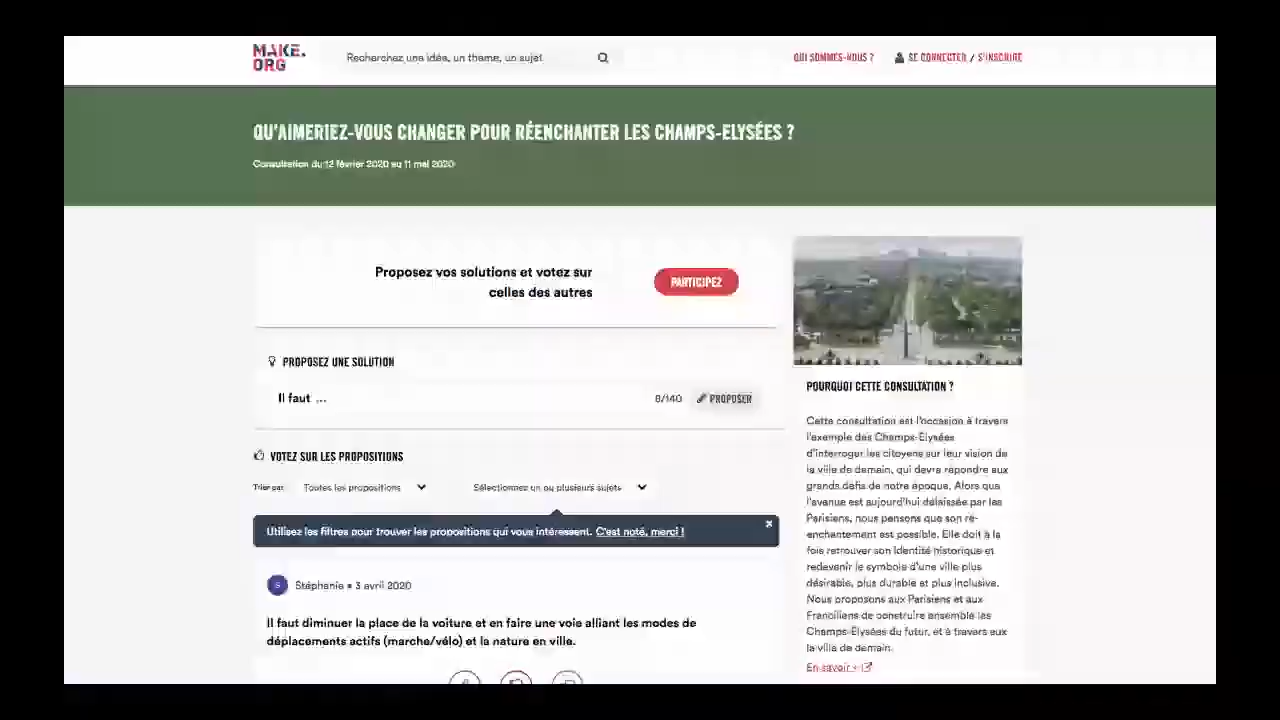 MAKE.
ORG
Recherchez une idée, un theme, un sujet
QUI SOMMES-NOUS ?
SE CONNECTER / S'INSCRIRE
QU'AIMERIEZ-VOUS CHANGER POUR RÉENCHANTER LES CHAMPS-ELYSÉES ?
Consultation du 12 février 2020 au 11 mai 2020
Proposez vos solutions et votez sur
celles des autres
PARTICIPEZ
PROPOSEZ UNE SOLUTION
Il faut ...
8/140
PROPOSER
VOTEZ SUR LES PROPOSITIONS
Trier par
Toutes les propositions
Sélectionnez un ou plusieurs sujets
Utilisez les filtres pour trouver les propositions qui vous intéressent. C'est noté, merci !
×
S
Stéphanie • 3 avril 2020
Il faut diminuer la place de la voiture et en faire une voie alliant les modes de
déplacements actifs (marche/vélo) et la nature en ville.
POURQUOI CETTE CONSULTATION ?
Cette consultation est l'occasion à travers
l'exemple des Champs-Elysées
d'interroger les citoyens sur leur vision de
la ville de demain, qui devra répondre aux
grands défis de notre époque. Alors que
l'avenue est aujourd'hui délaissée par les
Parisiens, nous pensons que son ré-
enchantement est possible. Elle doit à la
fois retrouver son identité historique et
redevenir le symbole d'une ville plus
désirable, plus durable et plus inclusive.
Nous proposons aux Parisiens et aux
Franciliens de construire ensemble les
Champs-Elysées du futur, et à travers eux
la ville de demain.
En savoir +